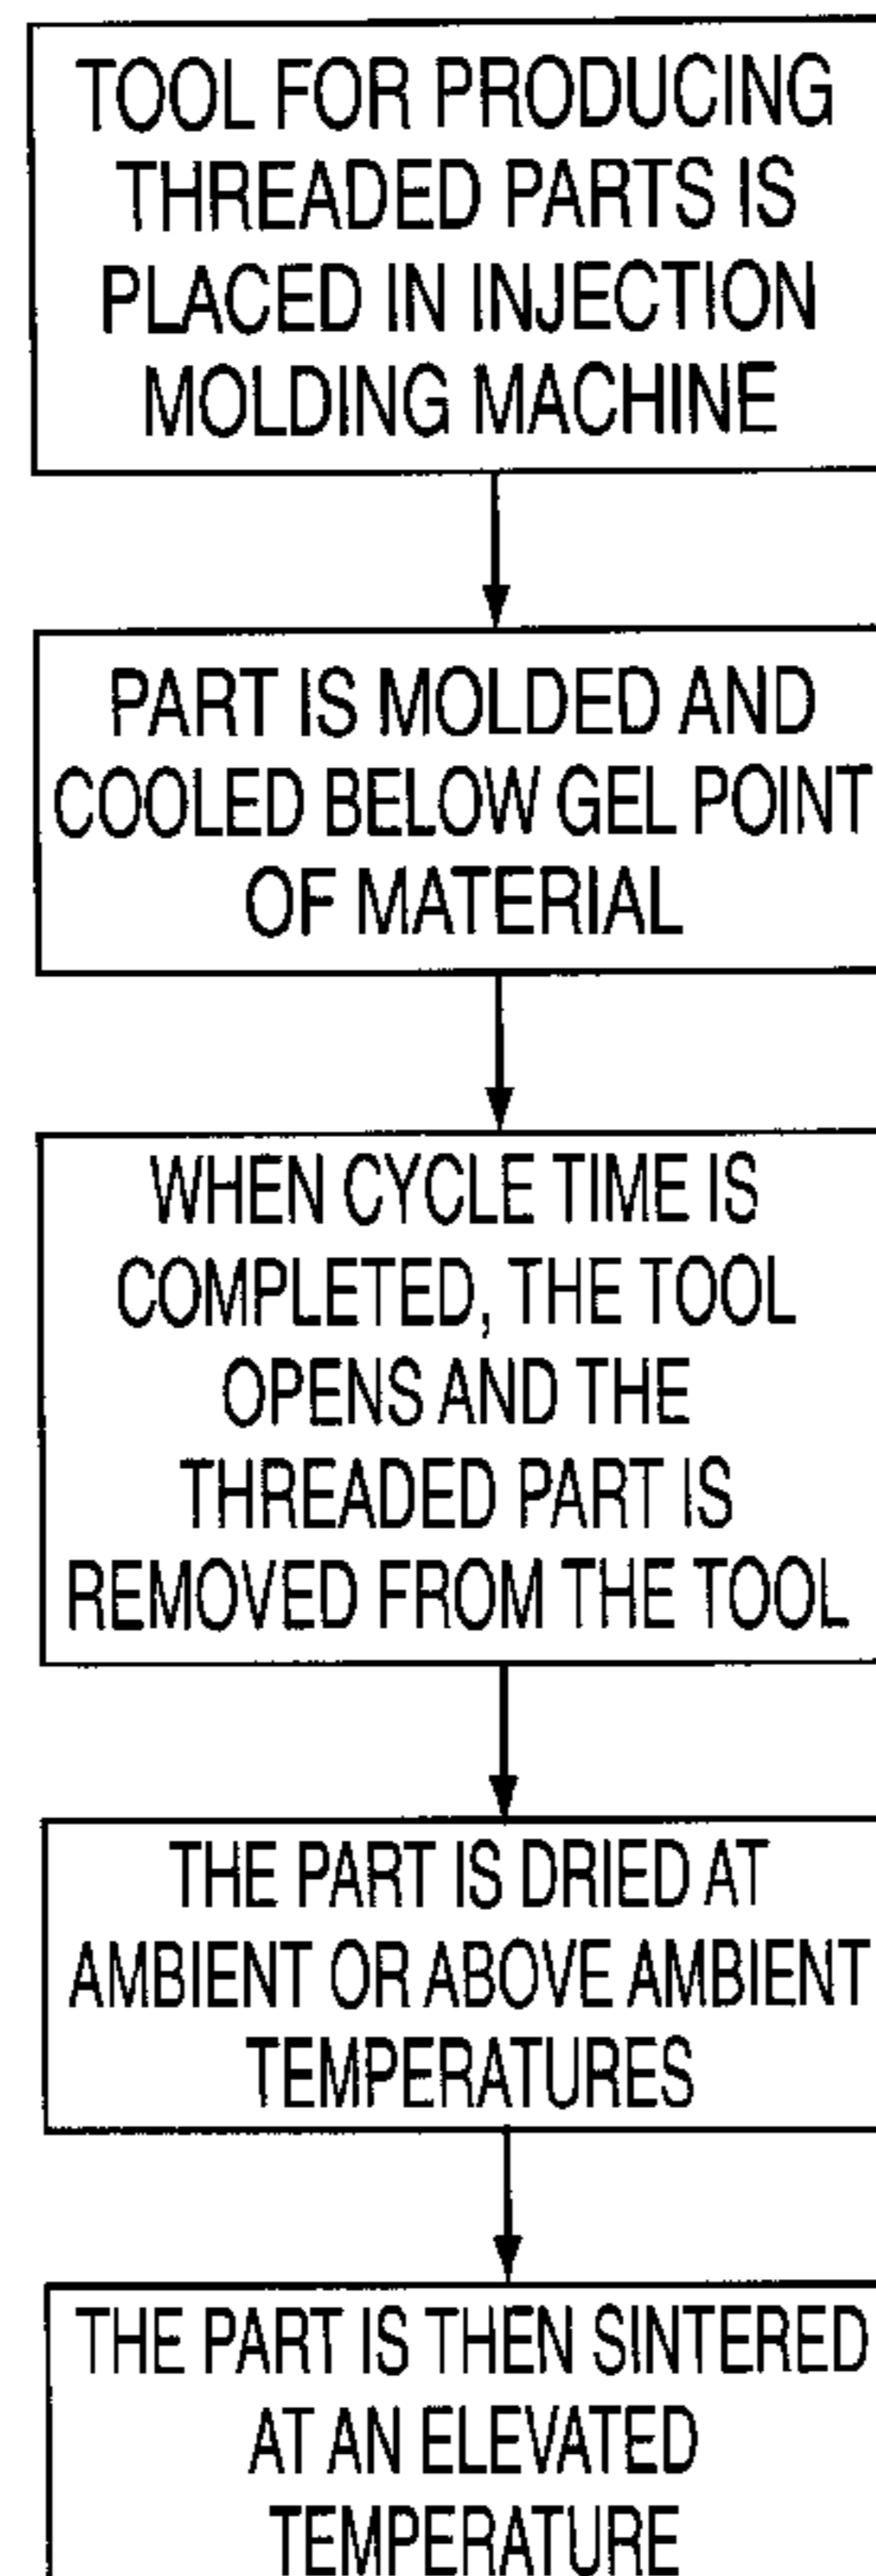 TOOL FOR PRODUCING
THREADED PARTS IS
PLACED IN INJECTION
MOLDING MACHINE
PART IS MOLDED AND
COOLED BELOW GEL POINT
OF MATERIAL
WHEN CYCLE TIME IS
COMPLETED, THE TOOL
OPENS AND THE
THREADED PART IS
REMOVED FROM THE TOOL
THE PART IS DRIED AT
AMBIENT OR ABOVE AMBIENT
TEMPERATURES
THE PART IS THEN SINTERED
AT AN ELEVATED
TEMPERATURE